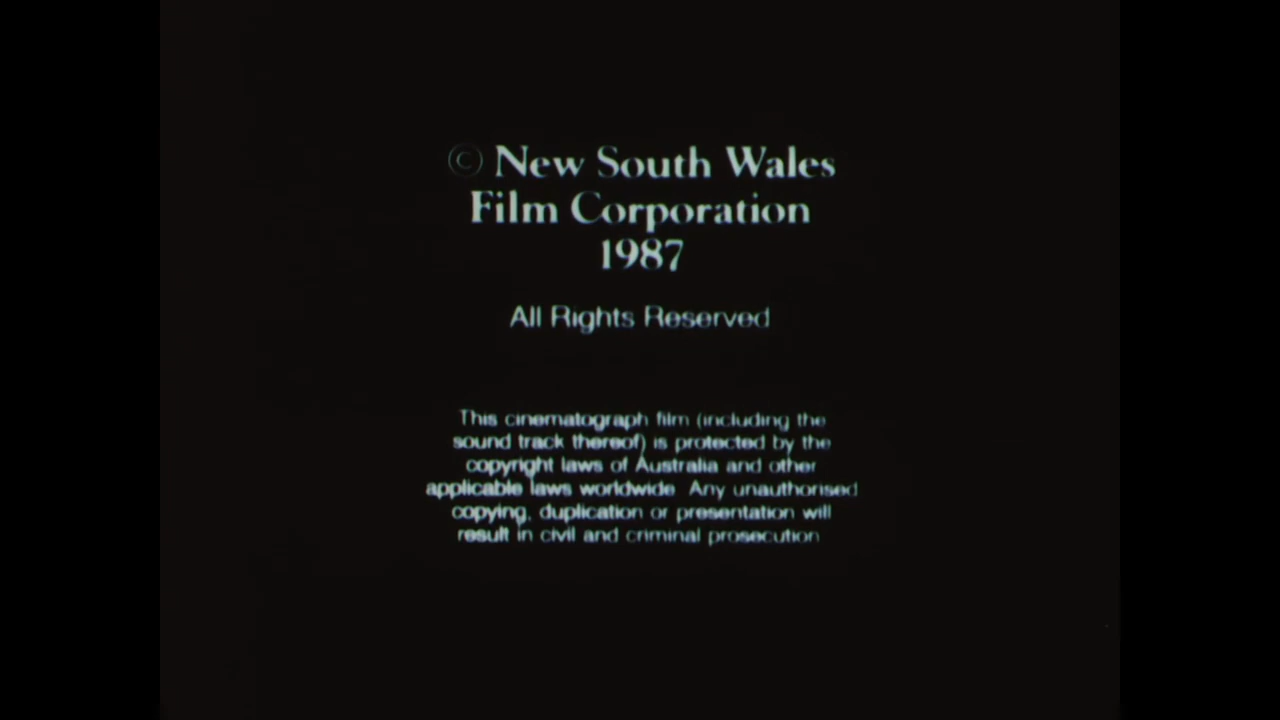 © New South Wales
Film Corporation
1987
All Rights Reserved
This cinematograph film (including the
sound track thereof) is protected by the
copyright laws of Australia and other
applicable laws worldwide Any unauthorised
copying, duplication or presentation will
result in civil and criminal prosecution